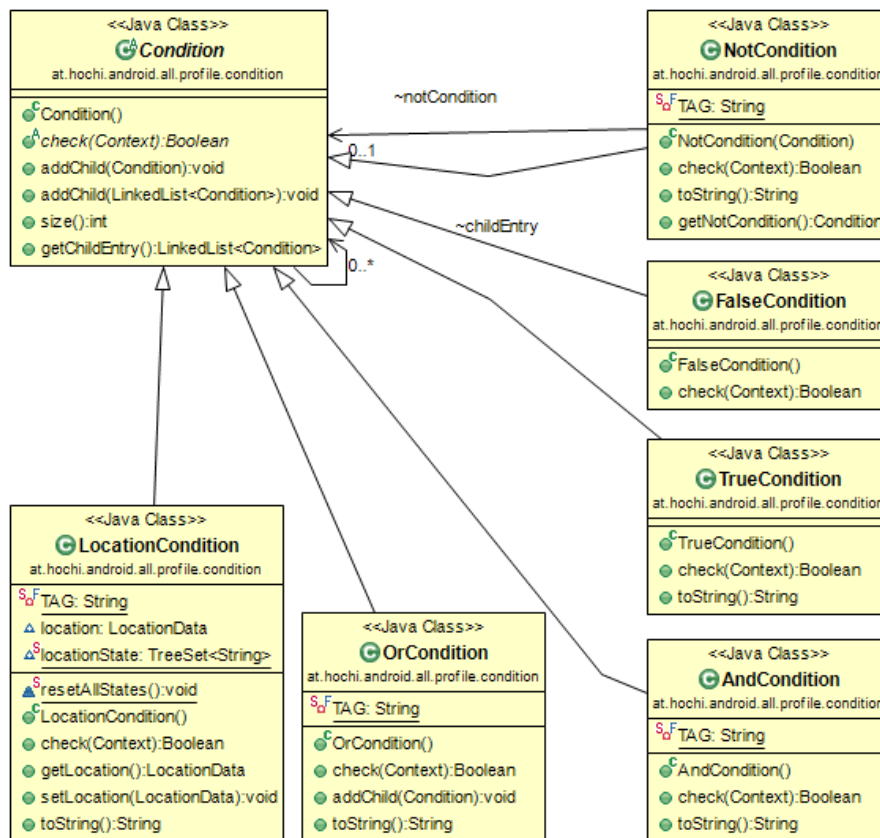 <<Java Class>>
Condition
at.hochi.android.all.profile.condition
Condition()
check(Context):Boolean
addChild(Condition):void
addChild(LinkedList<Condition>):void
size():int
getChildEntry():LinkedList<Condition>
~notCondition
0..1
~childEntry
0..*
<<Java Class>>
NotCondition
at.hochi.android.all.profile.condition
TAG: String
NotCondition(Condition)
check(Context):Boolean
toString():String
getNotCondition():Condition
<<Java Class>>
FalseCondition
at.hochi.android.all.profile.condition
FalseCondition()
check(Context):Boolean
<<Java Class>>
TrueCondition
at.hochi.android.all.profile.condition
TrueCondition()
check(Context):Boolean
toString():String
<<Java Class>>
LocationCondition
at.hochi.android.all.profile.condition
TAG: String
location: LocationData
locationState: TreeSet<String>
resetAllStates():void
LocationCondition()
check(Context):Boolean
getLocation():LocationData
setLocation(LocationData):void
toString():String
<<Java Class>>
OrCondition
at.hochi.android.all.profile.condition
TAG: String
OrCondition()
check(Context):Boolean
addChild(Condition):void
toString():String
<<Java Class>>
AndCondition
at.hochi.android.all.profile.condition
TAG: String
AndCondition()
check(Context):Boolean
toString():String